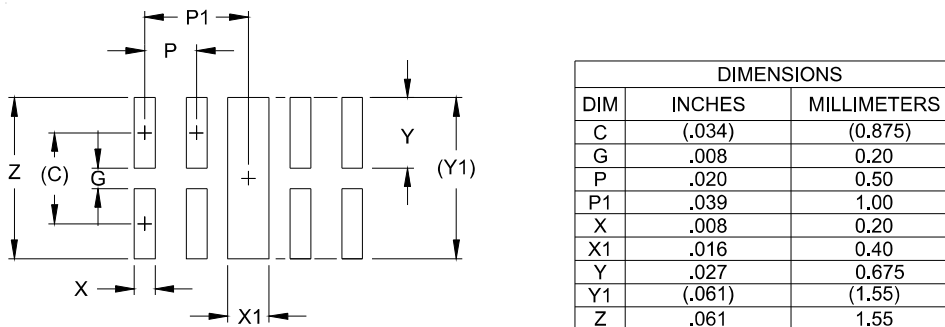 P1
P
Z
(C)
G
Y
(Y1)
X
X1
DIMENSIONS
DIM INCHES MILLIMETERS
C (.034) (0.875)
G .008 0.20
P .020 0.50
P1 .039 1.00
X .008 0.20
X1 .016 0.40
Y .027 0.675
Y1 (.061) (1.55)
Z .061 1.55